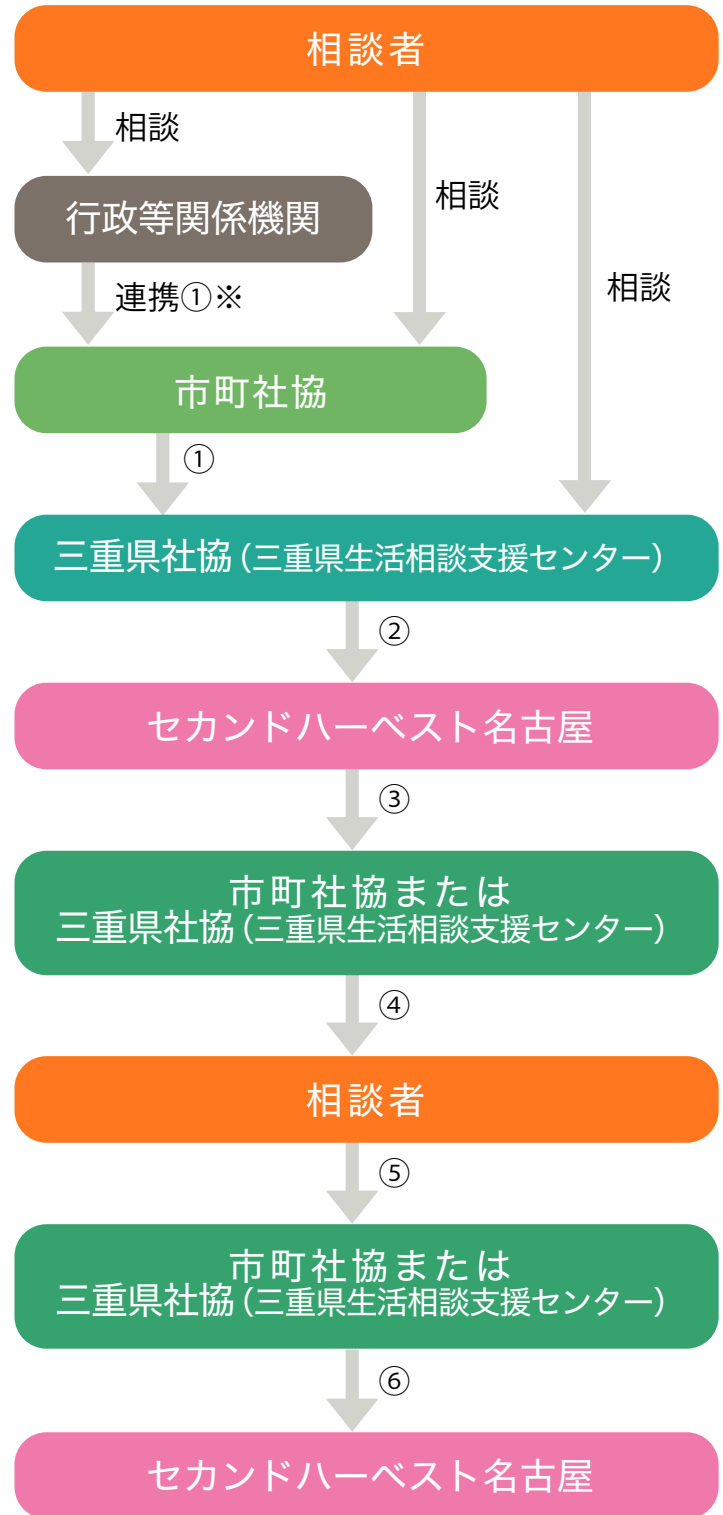 相談者
相談
相談
相談
行政等関係機関
連携①※
市町社協
①
三重県社協(三重県生活相談支援センター)
②
セカンドハーベスト名古屋
③
市町社協または
三重県社協(三重県生活相談支援センター)
④
相談者
⑤
市町社協または
三重県社協(三重県生活相談支援センター)
⑥
セカンドハーベスト名古屋